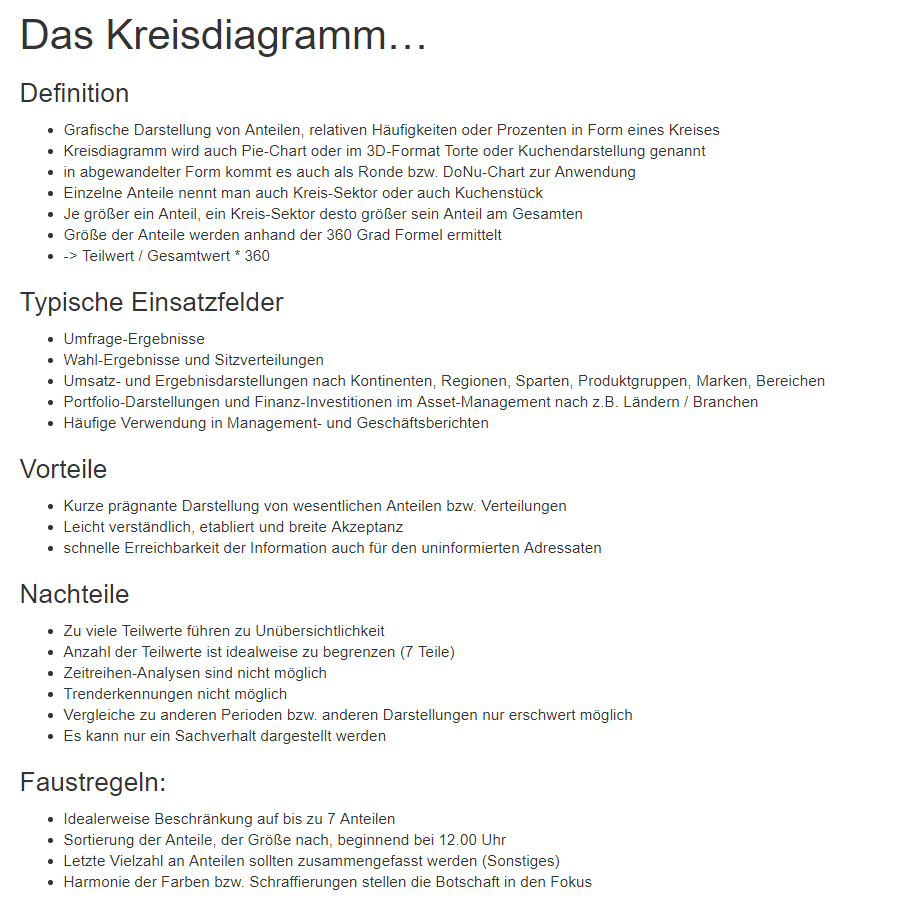 Das Kreisdiagramm…
Definition
• Grafische Darstellung von Anteilen, relativen Häufigkeiten oder Prozenten in Form eines Kreises
• Kreisdiagramm wird auch Pie-Chart oder im 3D-Format Torte oder Kuchendarstellung genannt
• in abgewandelter Form kommt es auch als Ronde bzw. DoNu-Chart zur Anwendung
• Einzelne Anteile nennt man auch Kreis-Sektor oder auch Kuchenstück
• Je größer ein Anteil, ein Kreis-Sektor desto größer sein Anteil am Gesamten
• Größe der Anteile werden anhand der 360 Grad Formel ermittelt
• -> Teilwert / Gesamtwert * 360
Typische Einsatzfelder
• Umfrage-Ergebnisse
• Wahl-Ergebnisse und Sitzverteilungen
• Umsatz- und Ergebnisdarstellungen nach Kontinenten, Regionen, Sparten, Produktgruppen, Marken, Bereichen
• Portfolio-Darstellungen und Finanz-Investitionen im Asset-Management nach z.B. Ländern / Branchen
• Häufige Verwendung in Management- und Geschäftsberichten
Vorteile
• Kurze prägnante Darstellung von wesentlichen Anteilen bzw. Verteilungen
• Leicht verständlich, etabliert und breite Akzeptanz
• schnelle Erreichbarkeit der Information auch für den uninformierten Adressaten
Nachteile
• Zu viele Teilwerte führen zu Unübersichtlichkeit
• Anzahl der Teilwerte ist idealweise zu begrenzen (7 Teile)
• Zeitreihen-Analysen sind nicht möglich
• Trenderkennungen nicht möglich
• Vergleiche zu anderen Perioden bzw. anderen Darstellungen nur erschwert möglich
• Es kann nur ein Sachverhalt dargestellt werden
Faustregeln:
• Idealerweise Beschränkung auf bis zu 7 Anteilen
• Sortierung der Anteile, der Größe nach, beginnend bei 12.00 Uhr
• Letzte Vielzahl an Anteilen sollten zusammengefasst werden (Sonstiges)
• Harmonie der Farben bzw. Schraffierungen stellen die Botschaft in den Fokus